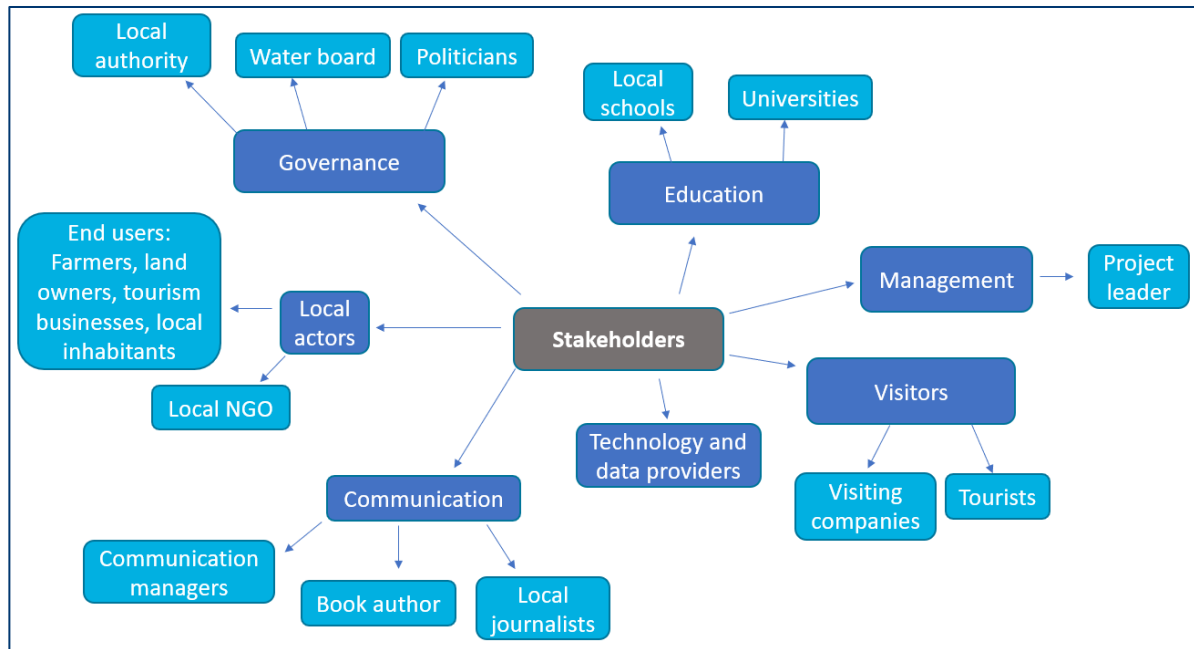 Local
authority
Water board
Politicians
Governance
Local
schools
Universities
Education
End users:
Farmers, land
owners, tourism
businesses, local
inhabitants
Local
actors
Local NGO
Stakeholders
Management
Project
leader
Visitors
Visiting
companies
Tourists
Technology and
data providers
Communication
Communication
managers
Book author
Local
journalists